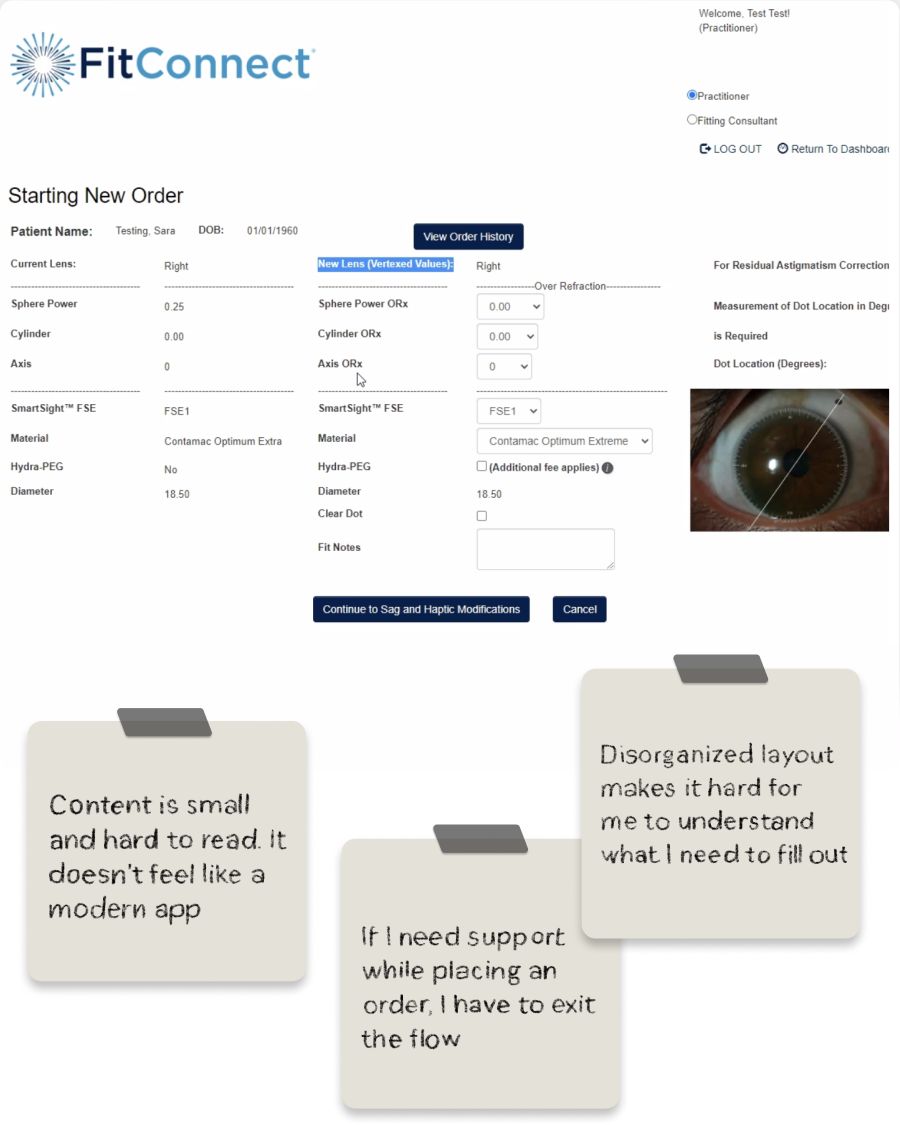 Welcome, Test Test!
(Practitioner)
FitConnect
Practitioner
Fitting Consultant
LOG OUT Return To Dashboar
Starting New Order
Patient Name: Testing, Sara DOB: 01/01/1960 View Order History
Current Lens: Right New Lens (Vertexed Values): Right For Residual Astigmatism Correction
Over Refraction
Sphere Power 0.25 Sphere Power ORx 0.00 Measurement of Dot Location in Deg
Cylinder 0.00 Cylinder ORx 0.00 is Required
Axis 0 Axis ORx 0 Dot Location (Degrees):
SmartSight™ FSE FSE1 SmartSight™ FSE FSE1
Material Contamac Optimum Extra Material Contamac Optimum Extreme
Hydra-PEG No Hydra-PEG (Additional fee applies) i
Diameter 18.50 Diameter 18.50
Clear Dot
Fit Notes
Continue to Sag and Haptic Modifications Cancel
Content is small
and hard to read. It
doesn't feel like a
modern app
If I need support
while placing an
order, I have to exit
the flow
Disorganized layout
makes it hard for
me to understand
what I need to fill out